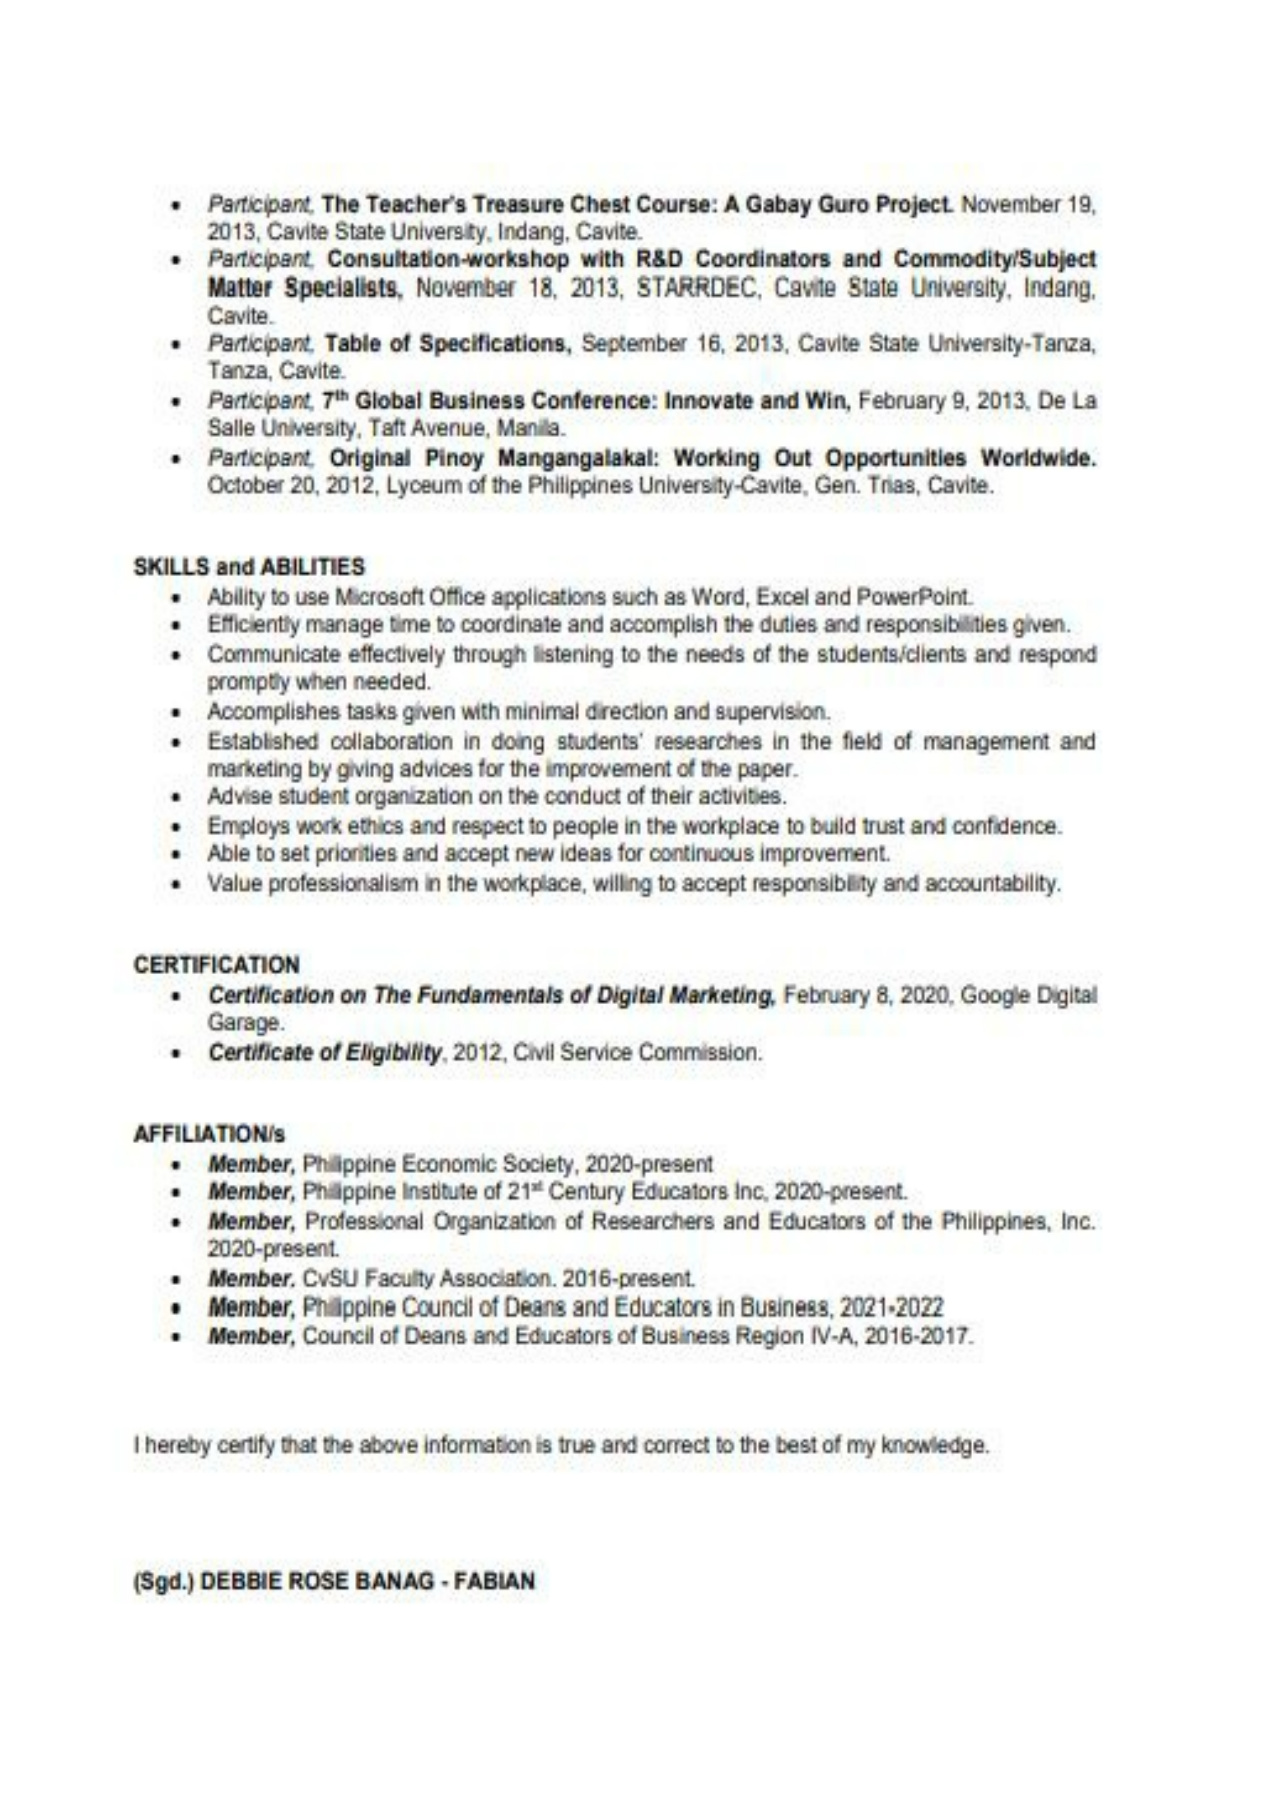 • Participant, The Teacher's Treasure Chest Course: A Gabay Guro Project. November 19,
2013, Cavite State University, Indang, Cavite.
• Participant, Consultation-workshop with R&D Coordinators and Commodity/Subject
Matter Specialists, November 18, 2013, STARRDEC, Cavite State University, Indang,
Cavite.
• Participant, Table of Specifications, September 16, 2013, Cavite State University-Tanza,
Tanza, Cavite.
• Participant, 7th Global Business Conference: Innovate and Win, February 9, 2013, De La
Salle University, Taft Avenue, Manila.
• Participant, Original Pinoy Mangangalakal: Working Out Opportunities Worldwide.
October 20, 2012, Lyceum of the Philippines University-Cavite, Gen. Trias, Cavite.
SKILLS and ABILITIES
• Ability to use Microsoft Office applications such as Word, Excel and PowerPoint.
• Efficiently manage time to coordinate and accomplish the duties and responsibilities given.
• Communicate effectively through listening to the needs of the students/clients and respond
promptly when needed.
• Accomplishes tasks given with minimal direction and supervision.
• Established collaboration in doing students' researches in the field of management and
marketing by giving advices for the improvement of the paper.
• Advise student organization on the conduct of their activities.
• Employs work ethics and respect to people in the workplace to build trust and confidence.
• Able to set priorities and accept new ideas for continuous improvement.
• Value professionalism in the workplace, willing to accept responsibility and accountability.
CERTIFICATION
• Certification on The Fundamentals of Digital Marketing, February 8, 2020, Google Digital
Garage.
• Certificate of Eligibility, 2012, Civil Service Commission.
AFFILIATION/s
• Member, Philippine Economic Society, 2020-present
• Member, Philippine Institute of 21st Century Educators Inc, 2020-present.
• Member, Professional Organization of Researchers and Educators of the Philippines, Inc.
2020-present.
• Member. CvSU Faculty Association. 2016-present.
• Member, Philippine Council of Deans and Educators in Business, 2021-2022
• Member, Council of Deans and Educators of Business Region IV-A, 2016-2017.
I hereby certify that the above information is true and correct to the best of my knowledge.
(Sgd.) DEBBIE ROSE BANAG - FABIAN